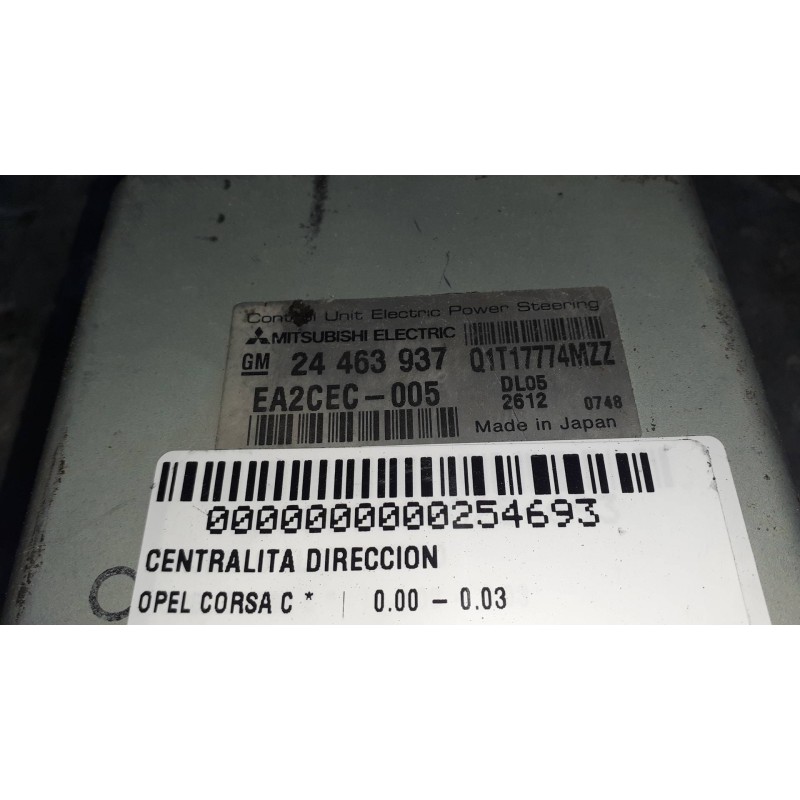 Control Unit Electric Power Steering
MITSUBISHI ELECTRIC
GM 24 463 937 Q1T17774MZZ
EA2CEC-005 DL05
2612 0748
Made in Japan
0000000000254693
CENTRALITA DIRECCION
OPEL CORSA C * | 0.00 - 0.03